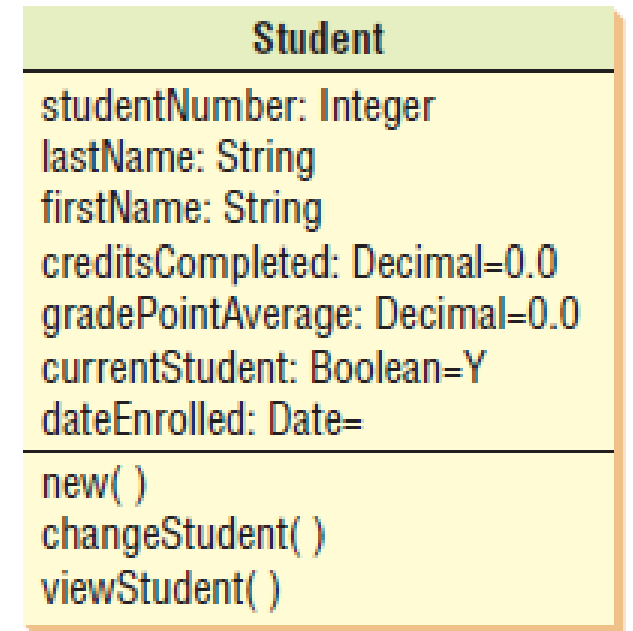 Student
studentNumber: Integer
lastName: String
firstName: String
creditsCompleted: Decimal=0.0
gradePointAverage: Decimal=0.0
currentStudent: Boolean=Y
dateEnrolled: Date=
new( )
changeStudent( )
viewStudent( )